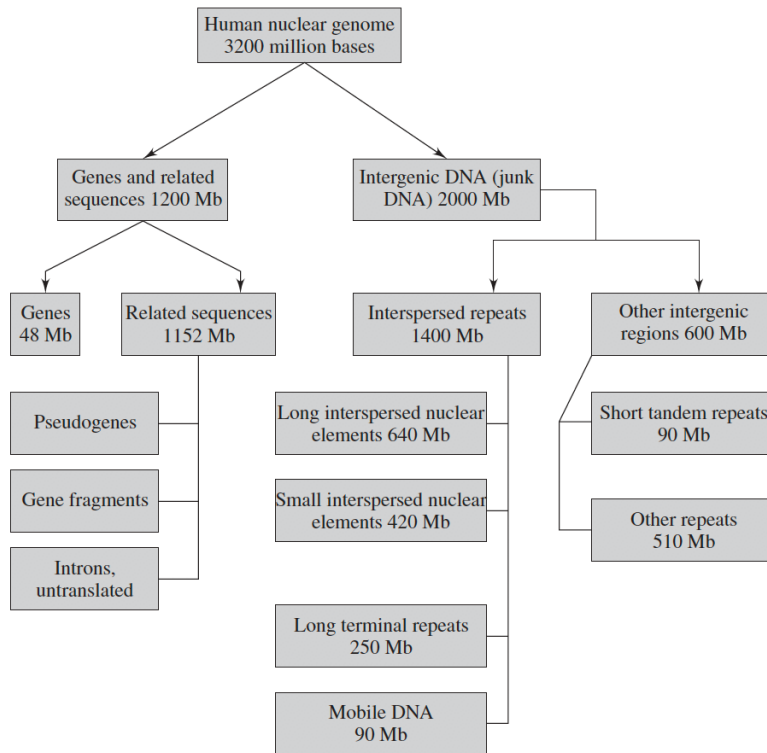 Human nuclear genome
3200 million bases
Genes and related
sequences 1200 Mb
Intergenic DNA (junk
DNA) 2000 Mb
Genes
48 Mb
Related sequences
1152 Mb
Interspersed repeats
1400 Mb
Other intergenic
regions 600 Mb
Pseudogenes
Long interspersed nuclear
elements 640 Mb
Short tandem repeats
90 Mb
Gene fragments
Small interspersed nuclear
elements 420 Mb
Other repeats
510 Mb
Introns,
untranslated
Long terminal repeats
250 Mb
Mobile DNA
90 Mb